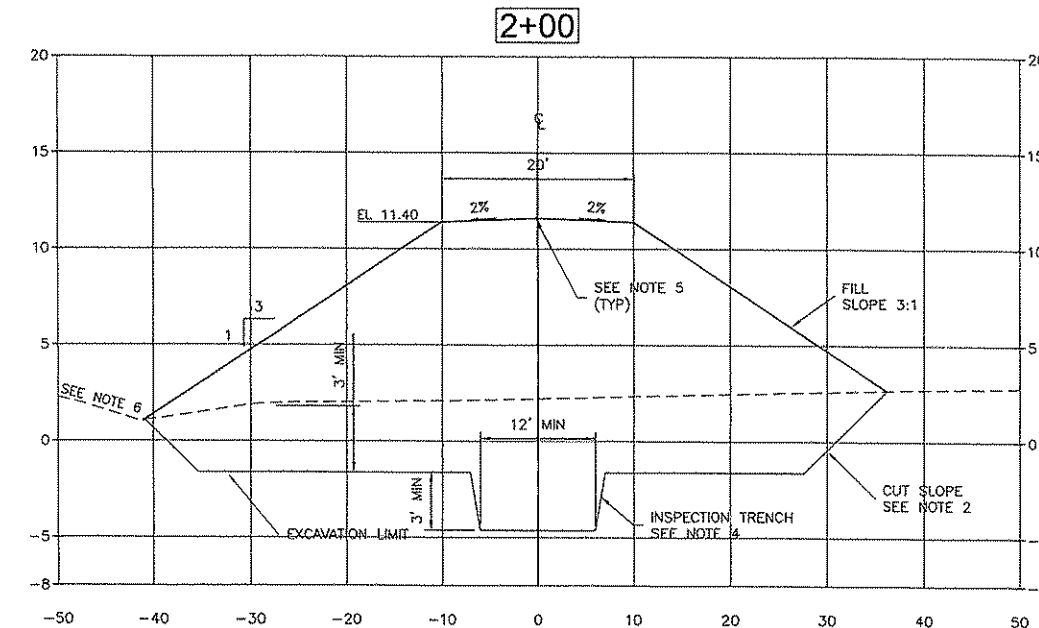 2+00
20
20
℄
15
15
20'
EL 11.40
2%
2%
10
10
SEE NOTE 5
(TYP)
FILL
SLOPE 3:1
3
1
5
5
3' MIN
SEE NOTE 6
12' MIN
0
0
3' MIN
CUT SLOPE
SEE NOTE 2
INSPECTION TRENCH
SEE NOTE 4
EXCAVATION LIMIT
-5
-8
-50
-40
-30
-20
-10
0
10
20
30
40
50